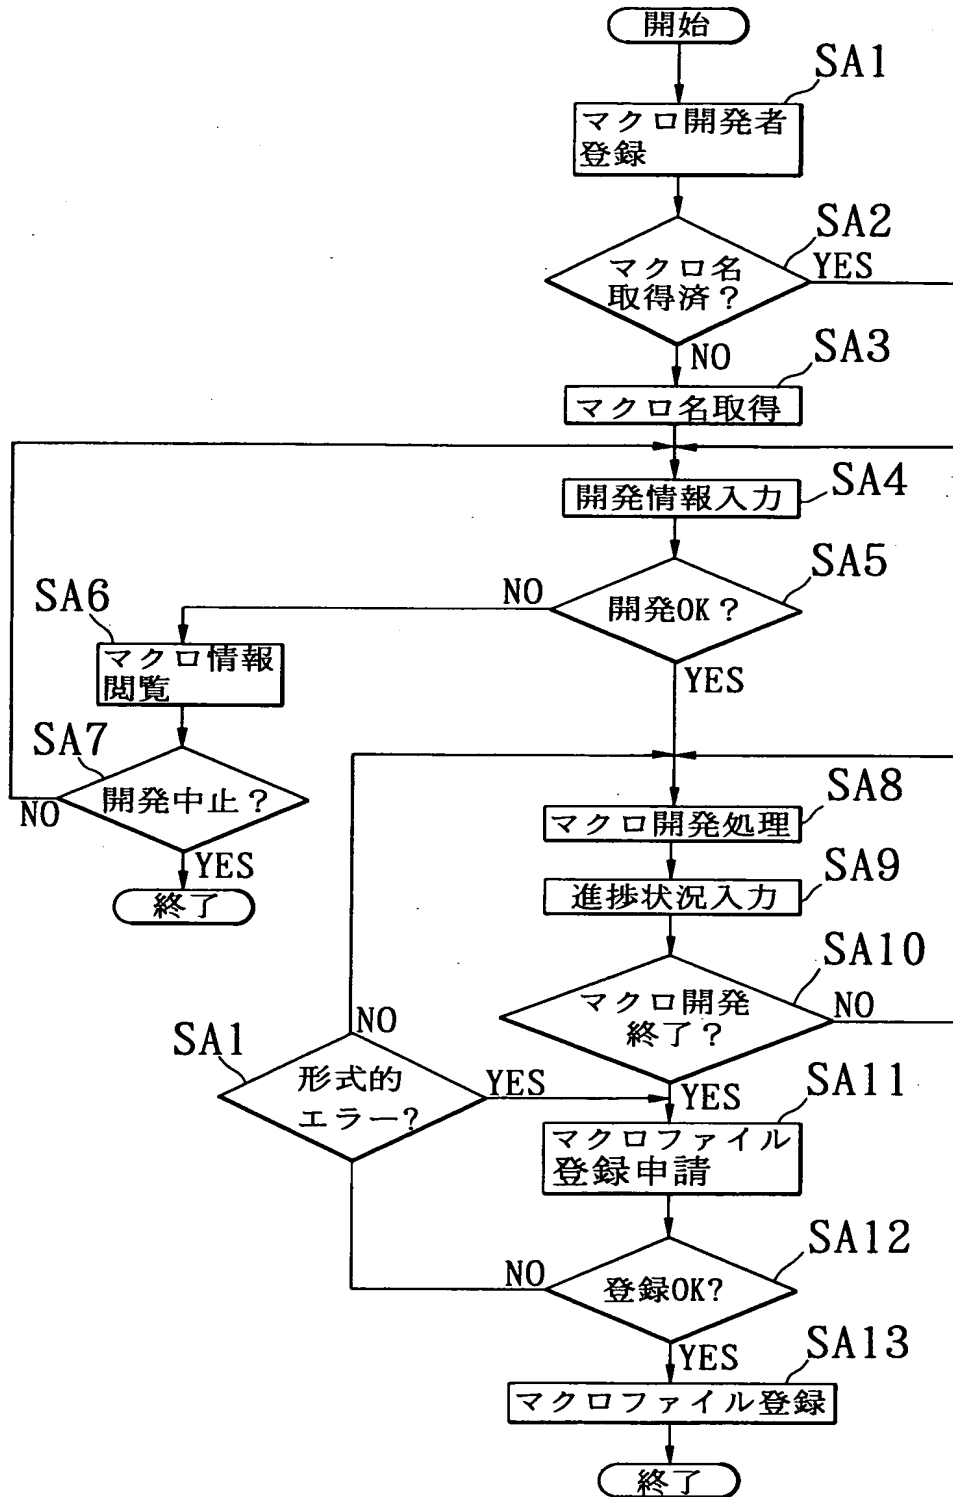 開始
SA1
マクロ開発者
登録
SA2
マクロ名
取得済?
YES
NO
SA3
マクロ名取得
SA4
開発情報入力
SA5
開発OK?
NO
YES
SA6
マクロ情報
閲覧
SA7
開発中止?
NO
YES
終了
SA8
マクロ開発処理
SA9
進捗状況入力
SA10
マクロ開発
終了?
NO
YES
SA1
形式的
エラー?
NO
YES
SA11
マクロファイル
登録申請
SA12
登録OK?
NO
YES
SA13
マクロファイル登録
終了